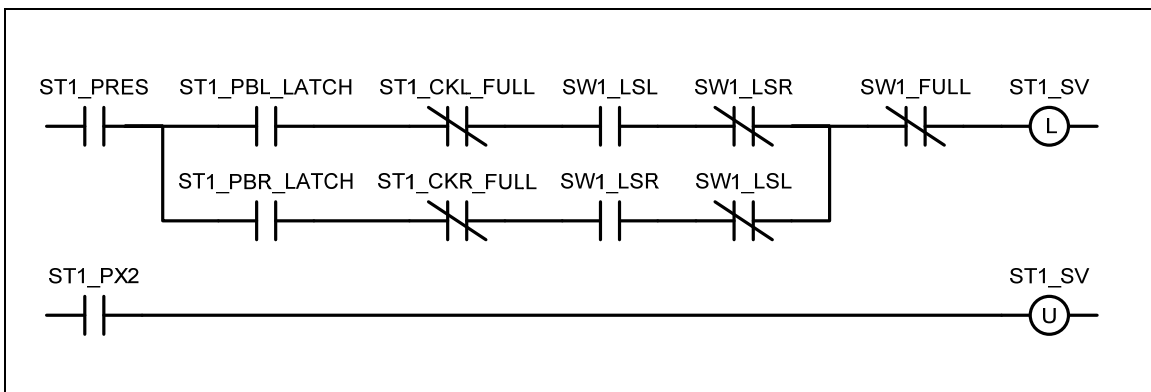 ST1_PRES ST1_PBL_LATCH ST1_CKL_FULL SW1_LSL SW1_LSR SW1_FULL ST1_SV
L
ST1_PBR_LATCH ST1_CKR_FULL SW1_LSR SW1_LSL
ST1_PX2 ST1_SV
U